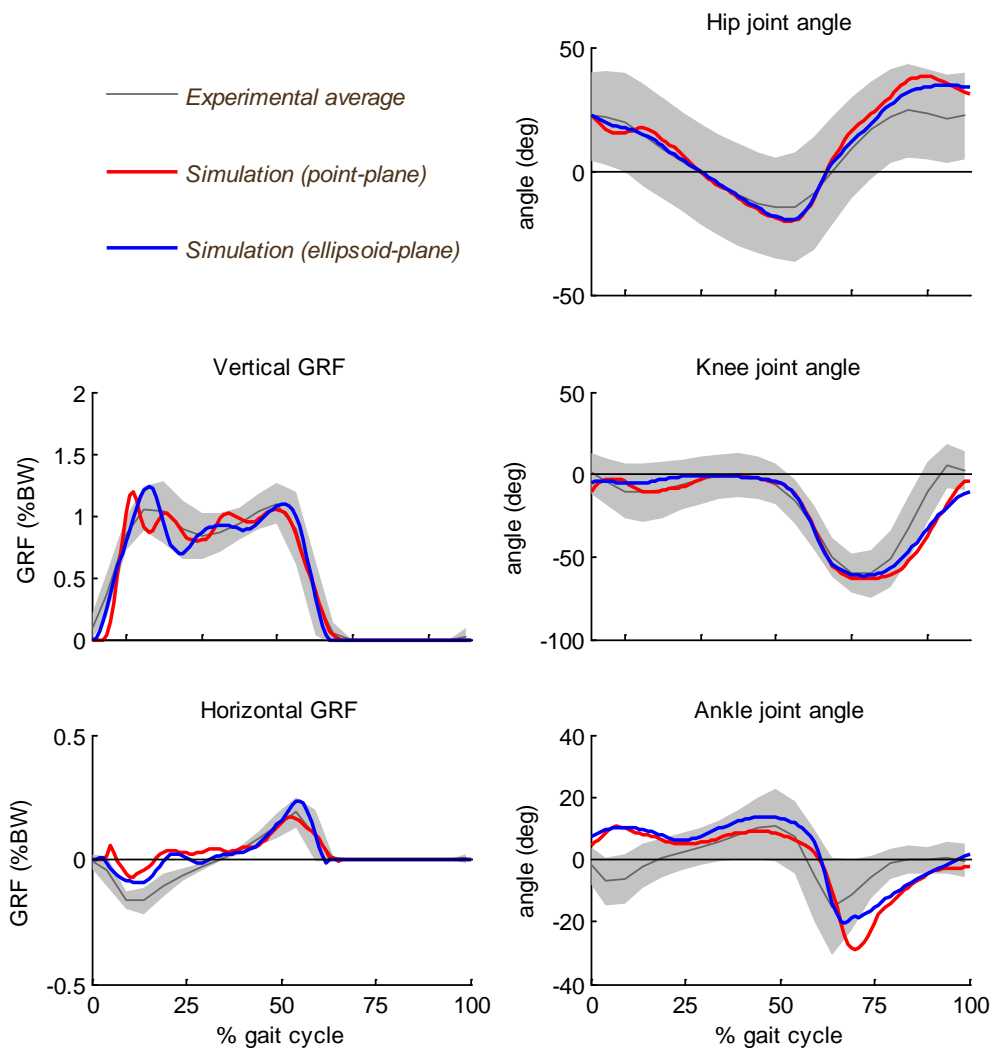 Hip joint angle
Experimental average
Simulation (point-plane)
Simulation (ellipsoid-plane)
angle (deg)
50
0
-50
Vertical GRF
GRF (%BW)
2
1.5
1
0.5
0
Knee joint angle
angle (deg)
50
0
-50
-100
Horizontal GRF
GRF (%BW)
0.5
0
-0.5
0 25 50 75 100
% gait cycle
Ankle joint angle
angle (deg)
40
20
0
-20
-40
0 25 50 75 100
% gait cycle